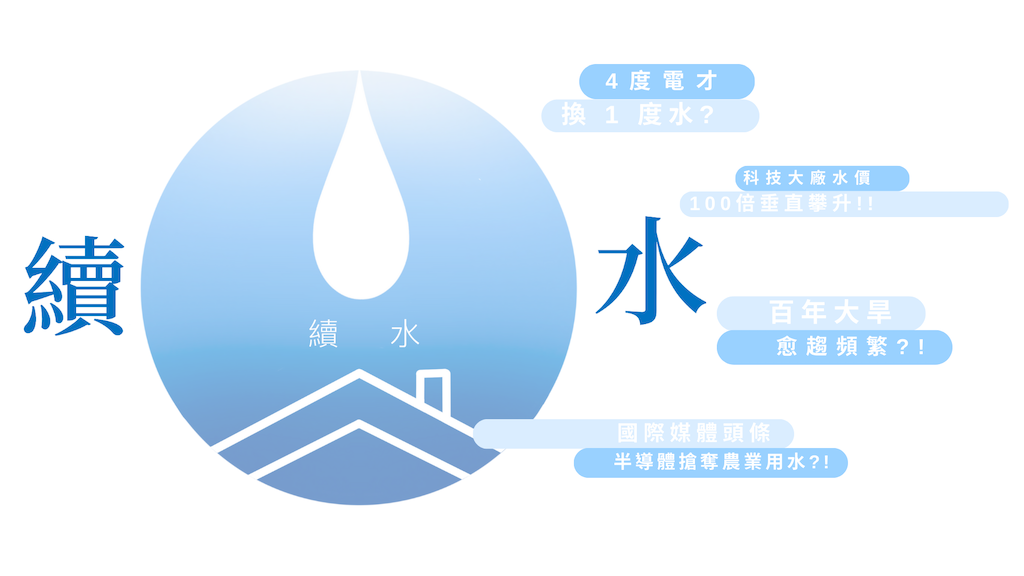 4度電才
換 1 度水?
科技大廠水價
100倍垂直攀升!!
續
水
續 水
百年大旱
愈趨頻繁?!
國際媒體頭條
半導體搶奪農業用水?!